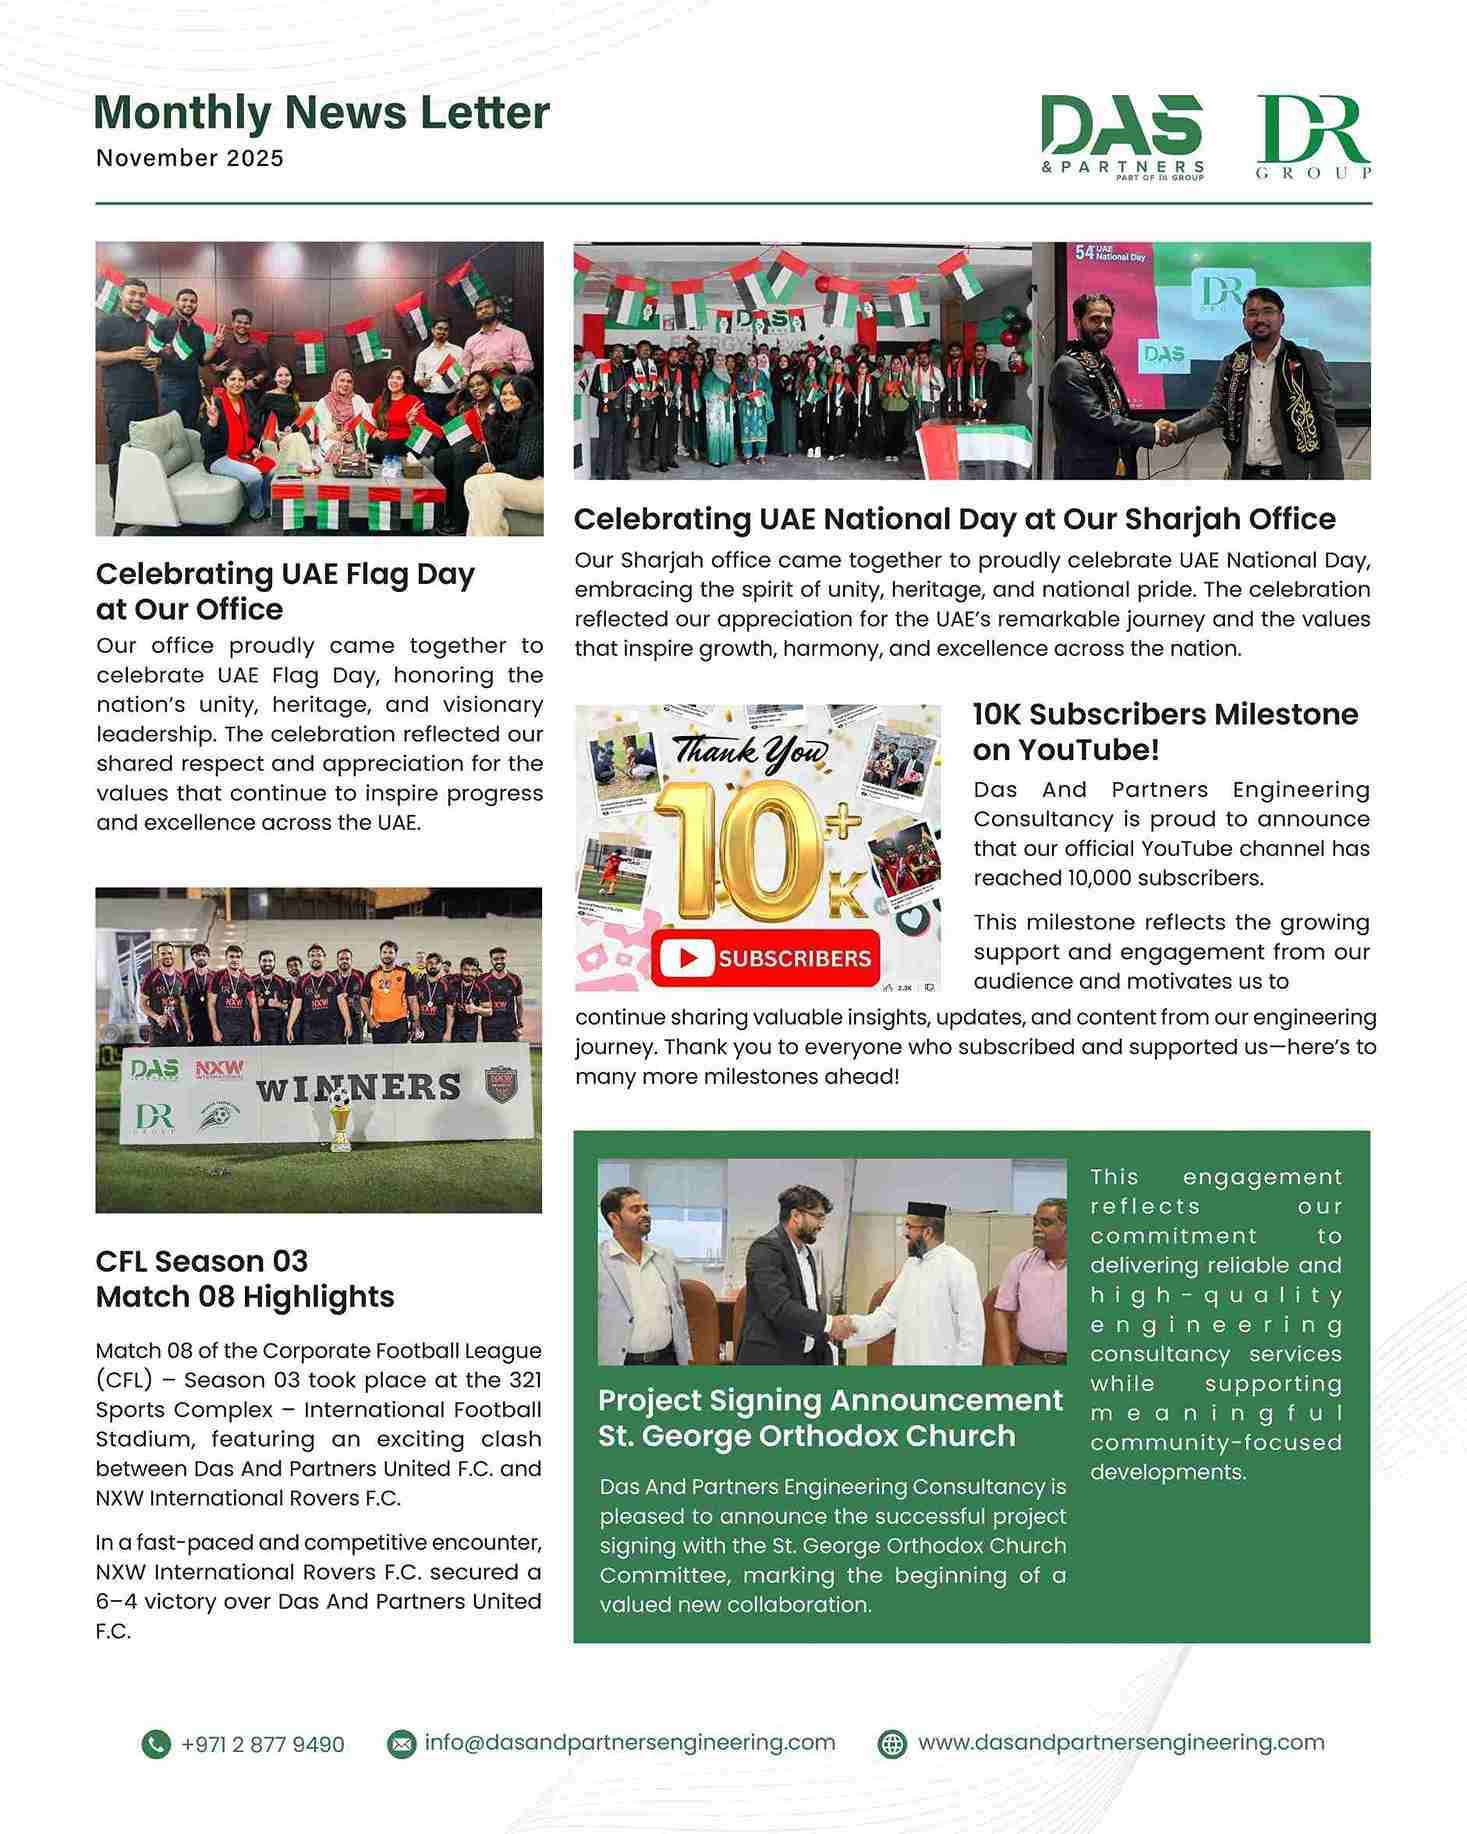 Monthly News Letter
November 2025
DAS
& PARTNERS
PART OF DI GROUP
DR
GROUP
Celebrating UAE Flag Day
at Our Office
Our office proudly came together to
celebrate UAE Flag Day, honoring the
nation's unity, heritage, and visionary
leadership. The celebration reflected our
shared respect and appreciation for the
values that continue to inspire progress
and excellence across the UAE.
WINNERS
DAS
NXW
INTERNATIONAL
DR
GROUP
CFL Season 03
Match 08 Highlights
Match 08 of the Corporate Football League
(CFL) – Season 03 took place at the 321
Sports Complex – International Football
Stadium, featuring an exciting clash
between Das And Partners United F.C. and
NXW International Rovers F.C.
In a fast-paced and competitive encounter,
NXW International Rovers F.C. secured a
6–4 victory over Das And Partners United
F.C.
DAS
54 UAE
National Day
DR
DAS
Celebrating UAE National Day at Our Sharjah Office
Our Sharjah office came together to proudly celebrate UAE National Day,
embracing the spirit of unity, heritage, and national pride. The celebration
reflected our appreciation for the UAE's remarkable journey and the values
that inspire growth, harmony, and excellence across the nation.
Thank You
10+
K
SUBSCRIBERS
2.3K
10K Subscribers Milestone
on YouTube!
Das And Partners Engineering
Consultancy is proud to announce
that our official YouTube channel has
reached 10,000 subscribers.
This milestone reflects the growing
support and engagement from our
audience and motivates us to
continue sharing valuable insights, updates, and content from our engineering
journey. Thank you to everyone who subscribed and supported us—here's to
many more milestones ahead!
Project Signing Announcement
St. George Orthodox Church
Das And Partners Engineering Consultancy is
pleased to announce the successful project
signing with the St. George Orthodox Church
Committee, marking the beginning of a
valued new collaboration.
This engagement
reflects our
commitment to
delivering reliable and
high-quality
engineering
consultancy services
while supporting
meaningful
community-focused
developments.
+971 2 877 9490
info@dasandpartnersengineering.com
www.dasandpartnersengineering.com